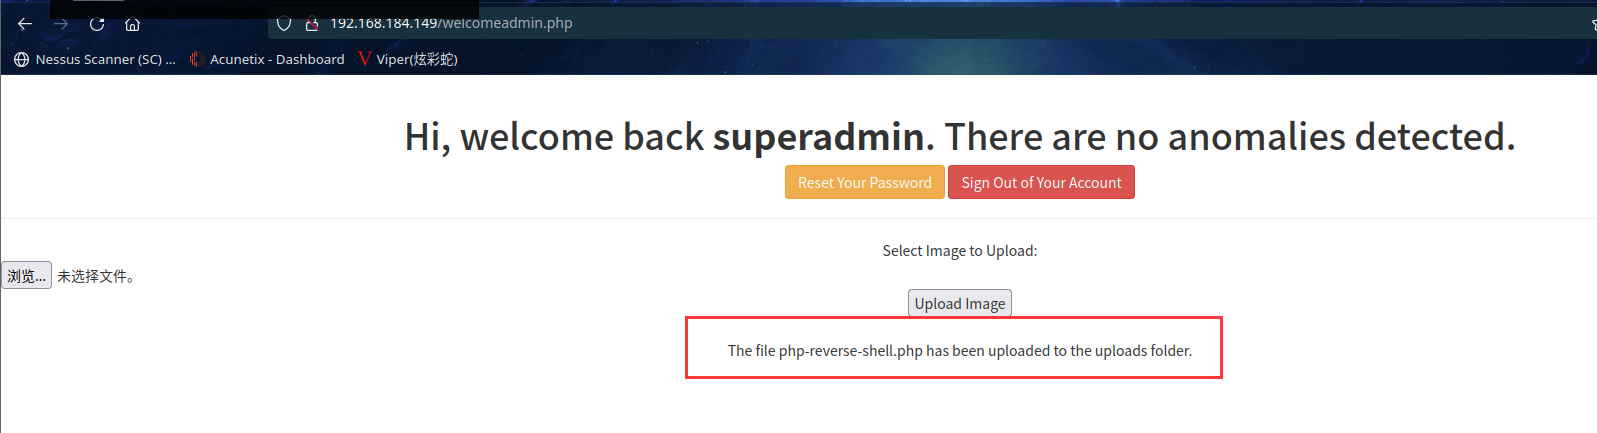 192.168.184.149/welcomeadmin.php
Nessus Scanner (SC) ... Acunetix - Dashboard Viper(炫彩蛇)
Hi, welcome back superadmin. There are no anomalies detected.
Reset Your Password Sign Out of Your Account
Select Image to Upload:
浏览... 未选择文件。
Upload Image
The file php-reverse-shell.php has been uploaded to the uploads folder.